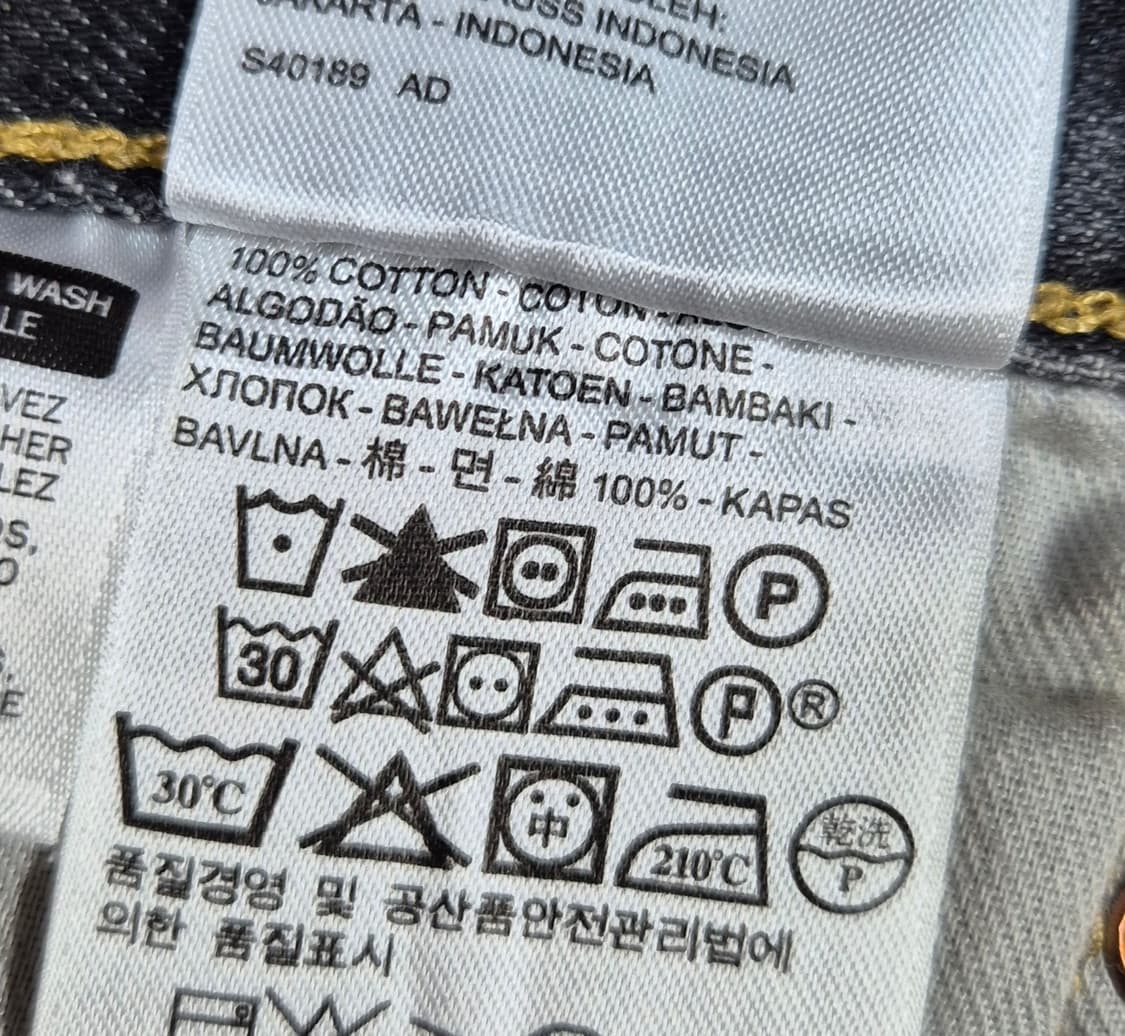 INDONESIA
JAKARTA - INDONESIA
S40189 AD
WASH
LE
VEZ
HER
LEZ
100% COTTON - COTON -
ALGODÃO - PAMUK - COTONE -
BAUMWOLLE - KATOEN - BAMBAKI -
ХЛОПОК - BAWEŁNA - PAMUT -
BAVLNA - 棉 - 면 - 綿 100% - KAPAS
P
30 P ®
30℃ 中 210℃ 乾洗 P
품질경영 및 공산품안전관리법에
의한 품질표시